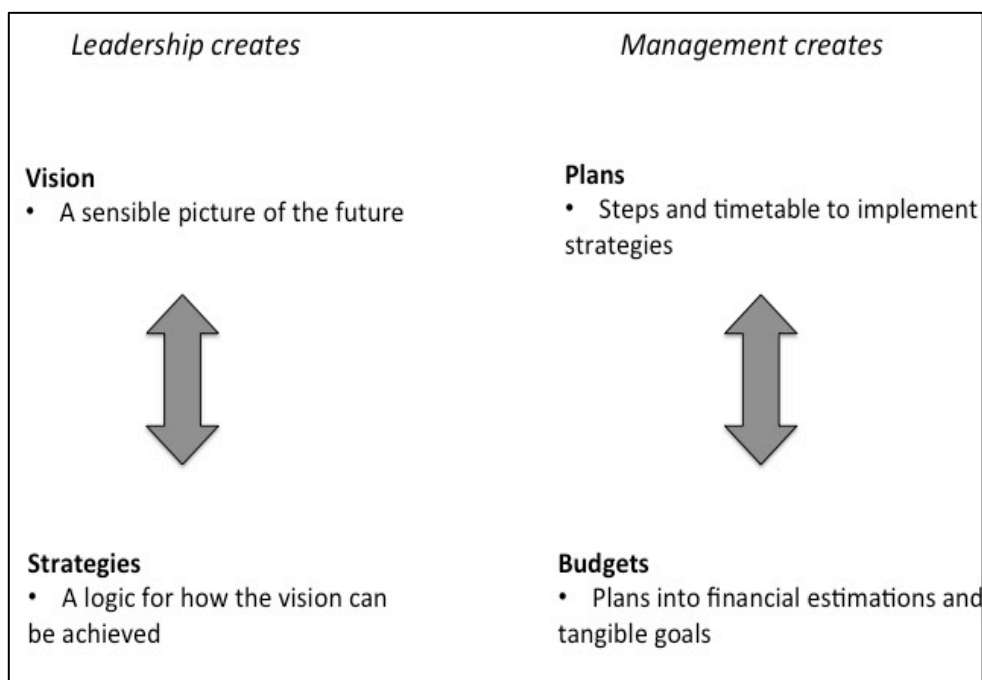 Leadership creates
Management creates
Vision
• A sensible picture of the future
Plans
• Steps and timetable to implement
strategies
Strategies
• A logic for how the vision can
be achieved
Budgets
• Plans into financial estimations and
tangible goals